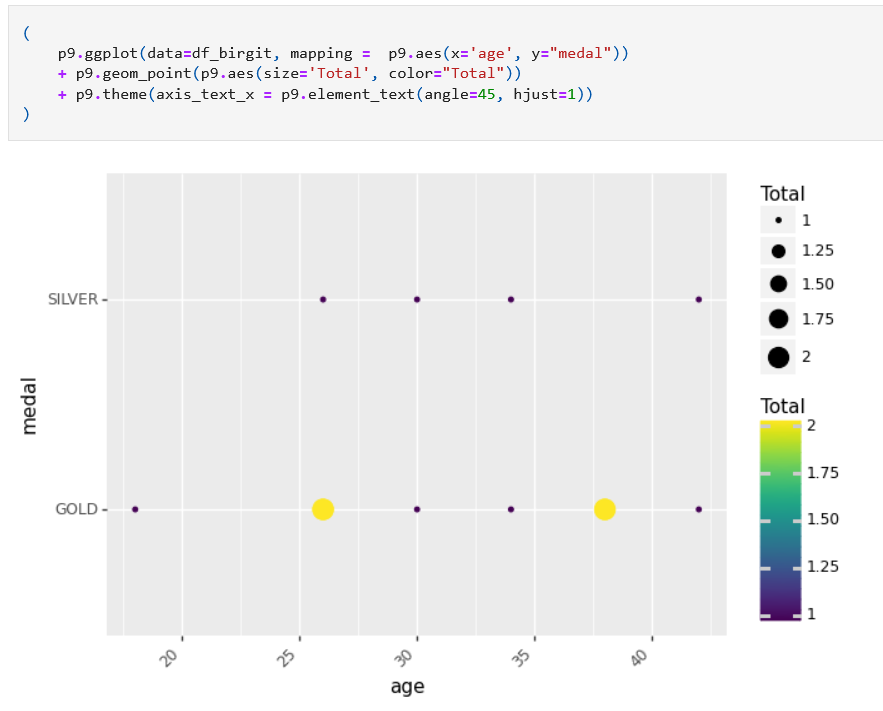 (
    p9.ggplot(data=df_birgit, mapping =  p9.aes(x='age', y="medal"))
    + p9.geom_point(p9.aes(size='Total', color="Total"))
    + p9.theme(axis_text_x = p9.element_text(angle=45, hjust=1))
)
Total
1
1.25
1.50
1.75
2
Total
2
1.75
1.50
1.25
1
SILVER
GOLD
medal
20 25 30 35 40
age